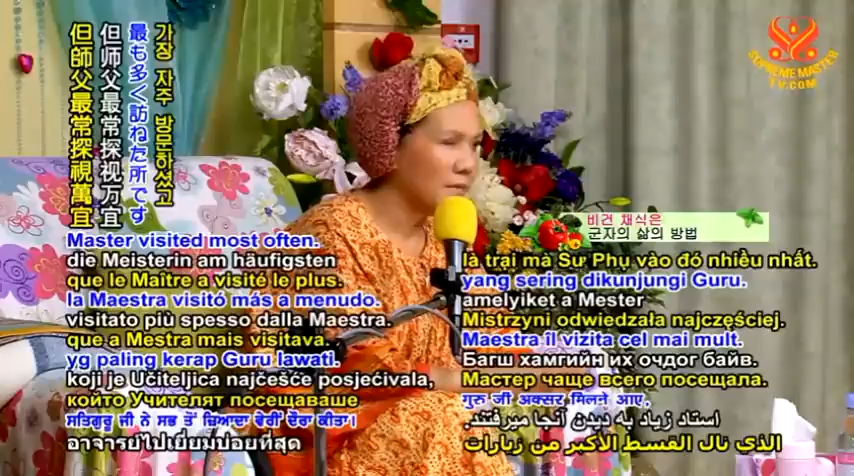 SUPREME MASTER
TV.COM
가장 자주 방문하셨고
最も多く訪ねた所です
但师父最常探视万宜
但師父最常探視萬宜
비건 채식은
군자의 삶의 방법
Master visited most often.
die Meisterin am häufigsten
que le Maître a visité le plus.
la Maestra visitó más a menudo.
visitato più spesso dalla Maestra.
que a Mestra mais visitava.
yg paling kerap Guru lawati.
koji je Učiteljica najčešće posjećivala,
който Учителят посещаваше
ਸਤਿਗੁਰੂ ਜੀ ਨੇ ਸਭ ਤੋਂ ਜ਼ਿਆਦਾ ਵੇਰੀਂ ਦੌਰਾ ਕੀਤਾ।
อาจารย์ไปเยี่ยมบ่อยที่สุด
là trại mà Sư Phụ vào đó nhiều nhất.
yang sering dikunjungi Guru.
amelyiket a Mester
Mistrzyni odwiedzała najczęściej.
Maestra îl vizita cel mai mult.
Багш хамгийн их очдог байв.
Мастер чаще всего посещала.
गुरु जी अक्सर मिलने आए,
استاد زیاد به دیدن آنجا میرفتند.
الذي نال القسط الأكبر من زيارات